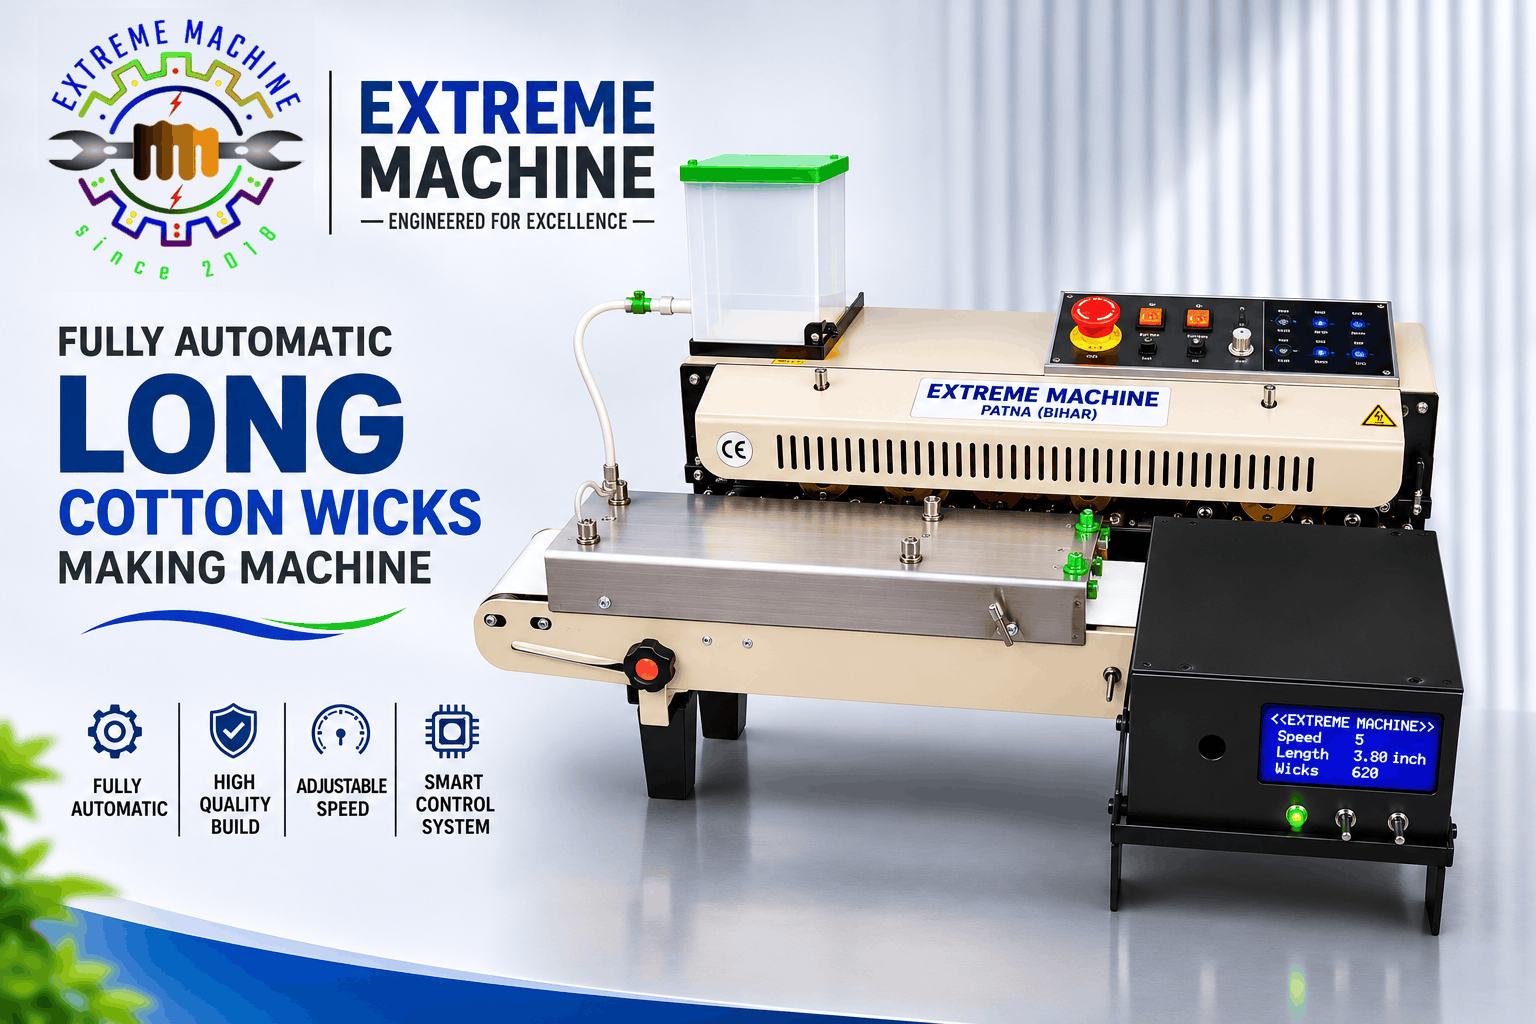 EXTREME MACHINE
since 2018
EXTREME
MACHINE
ENGINEERED FOR EXCELLENCE
FULLY AUTOMATIC
LONG
COTTON WICKS
MAKING MACHINE
FULLY
AUTOMATIC
HIGH
QUALITY
BUILD
ADJUSTABLE
SPEED
SMART
CONTROL
SYSTEM
EXTREME MACHINE
PATNA (BIHAR)
CE
<<EXTREME MACHINE>>
Speed 5
Length 3.80 inch
Wicks 620